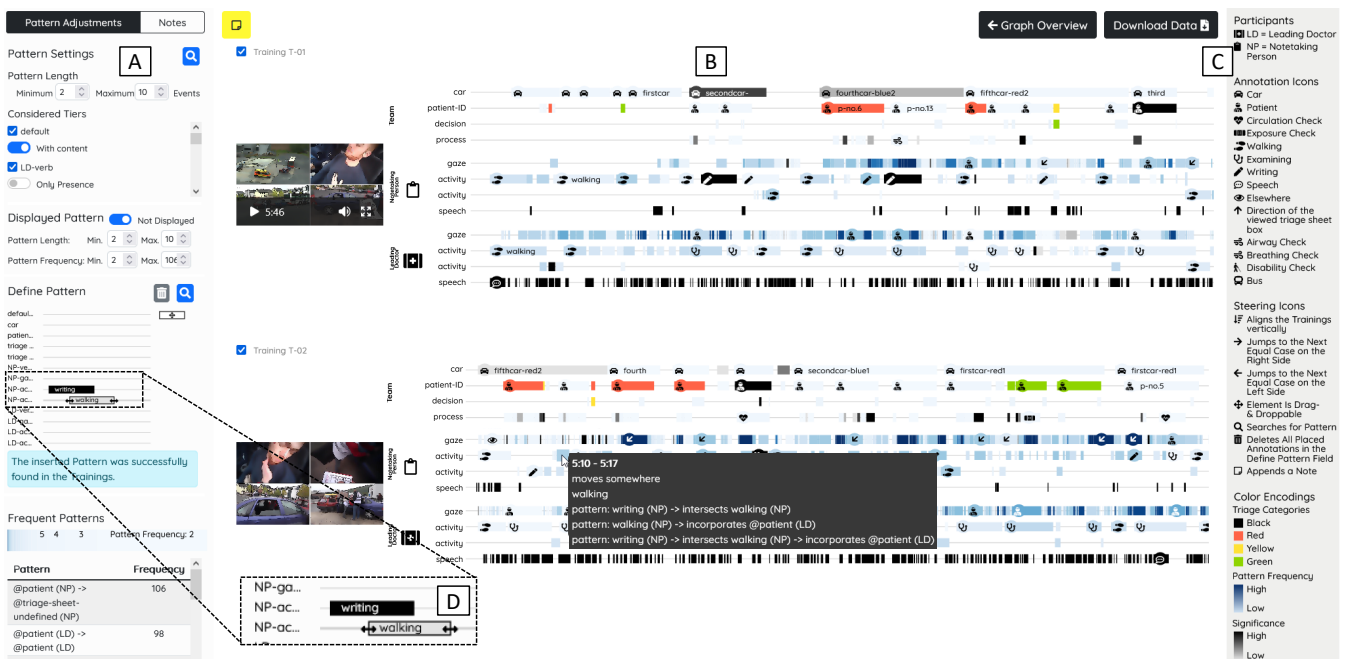 Pattern Adjustments
Notes
Pattern Settings
A
Pattern Length
Minimum 2 Maximum 10 Events
Considered Tiers
default
With content
LD-verb
Only Presence
Displayed Pattern Not Displayed
Pattern Length: Min. 2 Max. 10
Pattern Frequency: Min. 2 Max. 106
Define Pattern
defaul...
car
patien...
triage ...
triage ...
NP-ve...
NP-ga...
NP-ac... writing
NP-ac... walking
LD-ver...
LD-ga...
LD-ac...
LD-ac...
The inserted Pattern was successfully
found in the Trainings.
Frequent Patterns
5 4 3 Pattern Frequency: 2
Pattern Frequency
@patient (NP) -> 106
@triage-sheet-
undefined (NP)
@patient (LD) -> 98
@patient (LD)
Graph Overview
Download Data
Training T-01
B
Team
car firstcar secondcar- fourthcar-blue2 fifthcar-red2 third
patient-ID p-no.6 p-no.13
decision
process
5:46
Notetaking
Person
gaze
activity walking
activity
speech
Leading
Doctor
gaze
activity walking
activity
speech
Training T-02
Team
car fifthcar-red2 fourth secondcar-blue1 firstcar-red1 firstcar-red1
patient-ID p-no.5
decision
process
Notetaking
Person
gaze
activity
activity
speech
5:10 - 5:17
moves somewhere
walking
pattern: writing (NP) -> intersects walking (NP)
pattern: walking (NP) -> incorporates @patient (LD)
pattern: writing (NP) -> intersects walking (NP) -> incorporates @patient (LD)
Leading
Doctor
gaze
activity
activity
speech
D
NP-ga...
NP-ac... writing
NP-ac... walking
C
Participants
LD = Leading Doctor
NP = Notetaking
Person
Annotation Icons
Car
Patient
Circulation Check
Exposure Check
Walking
Examining
Writing
Speech
Elsewhere
Direction of the
viewed triage sheet
box
Airway Check
Breathing Check
Disability Check
Bus
Steering Icons
Aligns the Trainings
vertically
Jumps to the Next
Equal Case on the
Right Side
Jumps to the Next
Equal Case on the
Left Side
Element Is Drag-
& Droppable
Searches for Pattern
Deletes All Placed
Annotations in the
Define Pattern Field
Appends a Note
Color Encodings
Triage Categories
Black
Red
Yellow
Green
Pattern Frequency
High
Low
Significance
High
Low